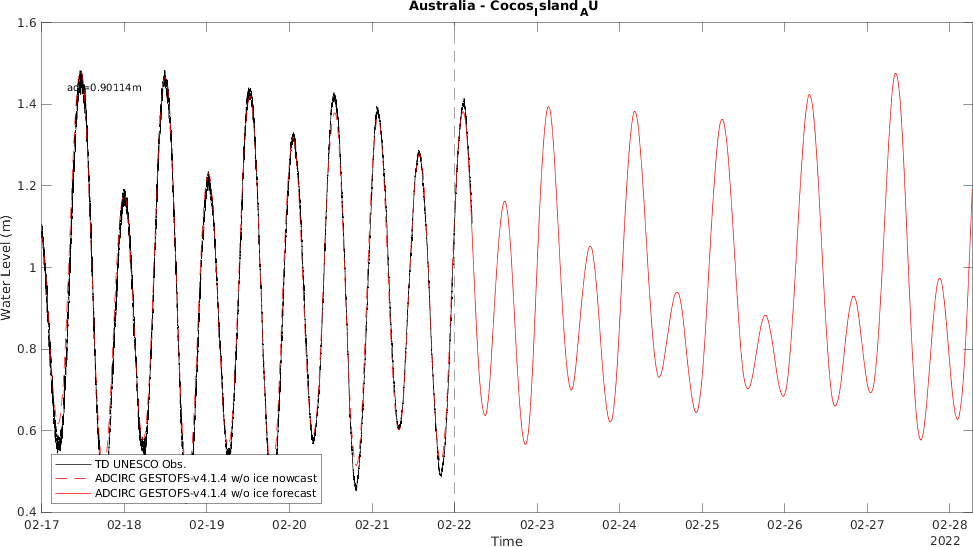 Australia - CocosIslandAU
1.6
1.4
1.2
1
0.8
0.6
0.4
Water Level (m)
=0.90114m
TD UNESCO Obs.
ADCIRC GESTOFS-v4.1.4 w/o ice nowcast
ADCIRC GESTOFS-v4.1.4 w/o ice forecast
02-17 02-18 02-19 02-20 02-21 02-22 02-23 02-24 02-25 02-26 02-27 02-28
2022
Time